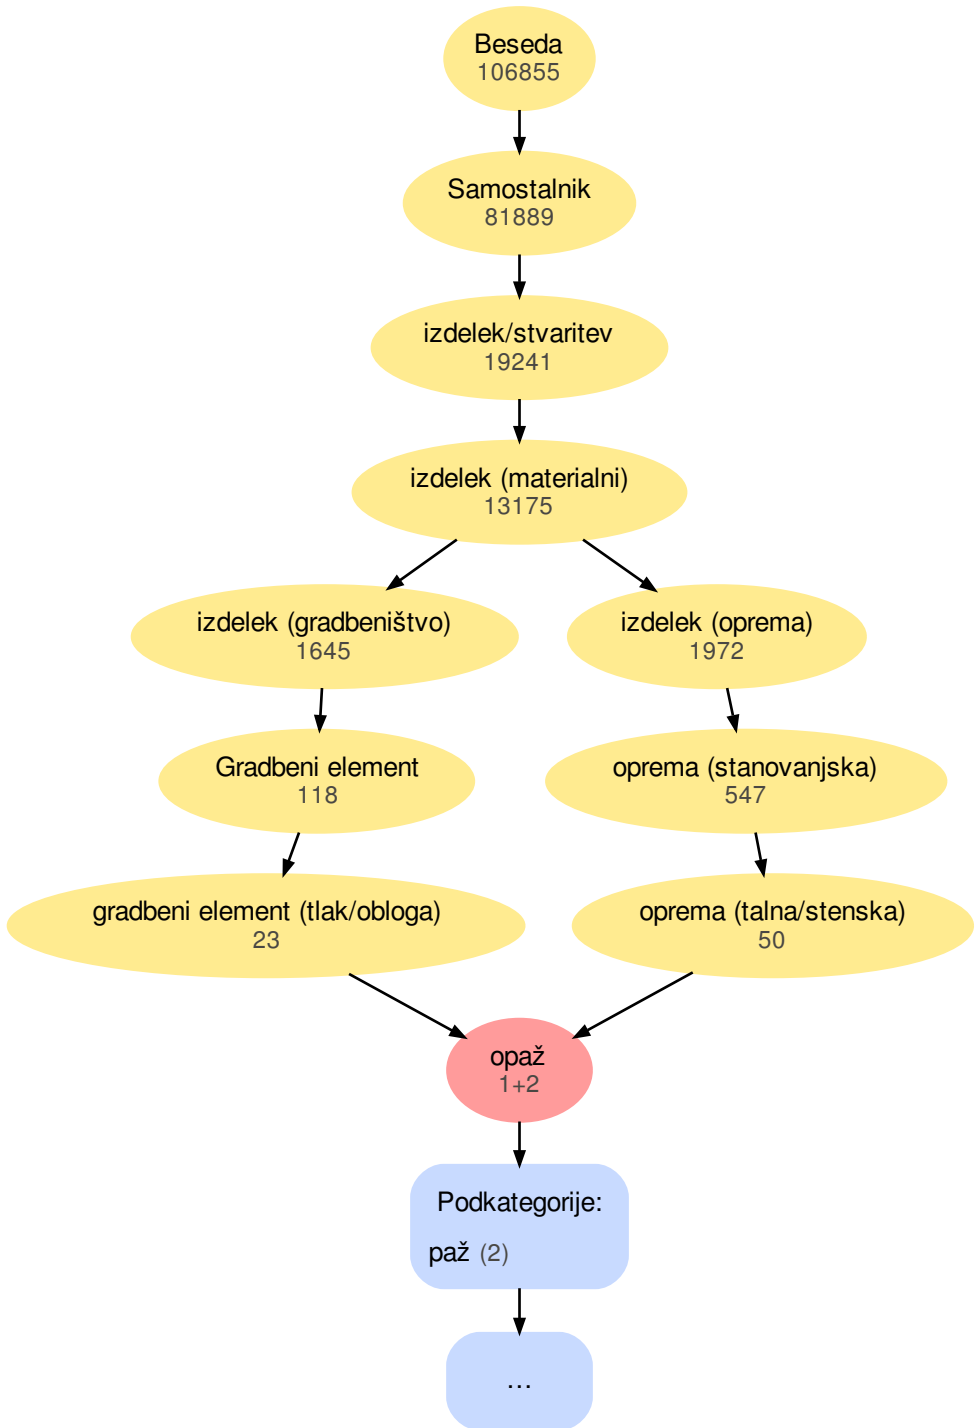 Beseda
106855
Samostalnik
81889
izdelek/stvaritev
19241
izdelek (materialni)
13175
izdelek (gradbeništvo)
1645
izdelek (oprema)
1972
Gradbeni element
118
oprema (stanovanjska)
547
gradbeni element (tlak/obloga)
23
oprema (talna/stenska)
50
opaž
1+2
Podkategorije:
paž (2)
...